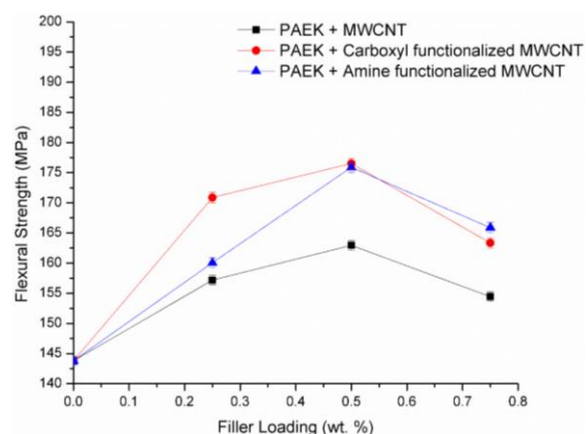 200
195
190
185
180
175
170
165
160
155
150
145
140
Flexural Strength (MPa)
PAEK + MWCNT
PAEK + Carboxyl functionalized MWCNT
PAEK + Amine functionalized MWCNT
0.0 0.1 0.2 0.3 0.4 0.5 0.6 0.7 0.8
Filler Loading (wt. %)